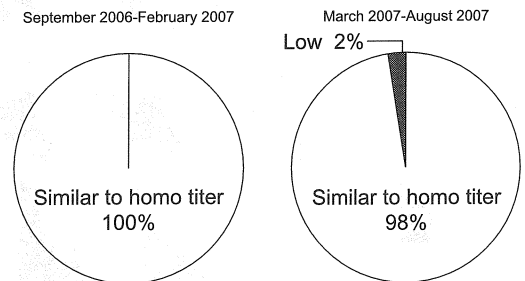 September 2006-February 2007
Similar to homo titer
100%
March 2007-August 2007
Low 2%
Similar to homo titer
98%